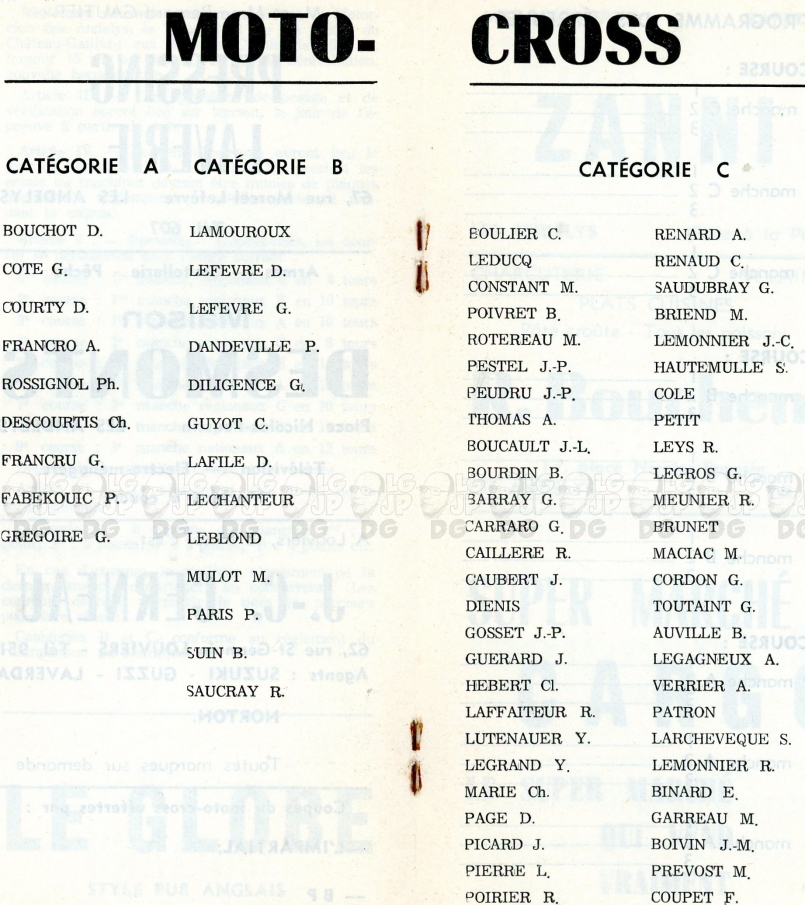 MOTO-CROSS
CATÉGORIE A
BOUCHOT D.
COTE G.
COURTY D.
FRANCRO A.
ROSSIGNOL Ph.
DESCOURTIS Ch.
FRANCRU G.
FABEKOUIC P.
GREGOIRE G.
CATÉGORIE B
LAMOUROUX
LEFEVRE D.
LEFEVRE G.
DANDEVILLE P.
DILIGENCE G.
GUYOT C.
LAFILE D.
LECHANTEUR
LEBLOND
MULOT M.
PARIS P.
SUIN B.
SAUCRAY R.
CATÉGORIE C
BOULIER C.
LEDUCQ
CONSTANT M.
POIVRET B.
ROTEREAU M.
PESTEL J.-P.
PEUDRU J.-P.
THOMAS A.
BOUCAULT J.-L.
BOURDIN B.
BARRAY G.
CARRARO G.
CAILLERE R.
CAUBERT J.
DIENIS
GOSSET J.-P.
GUERARD J.
HEBERT Cl.
LAFFAITEUR R.
LUTENAUER Y.
LEGRAND Y.
MARIE Ch.
PAGE D.
PICARD J.
PIERRE L.
POIRIER R.
RENARD A.
RENAUD C.
SAUDUBRAY G.
BRIEND M.
LEMONNIER J.-C.
HAUTEMULLE S.
COLE
PETIT
LEYS R.
LEGROS G.
MEUNIER R.
BRUNET
MACIAC M.
CORDON G.
TOUTAINT G.
AUVILLE B.
LEGAGNEUX A.
VERRIER A.
PATRON
LARCHEVEQUE S.
LEMONNIER R.
BINARD E.
GARREAU M.
BOIVIN J.-M.
PREVOST M.
COUPET F.